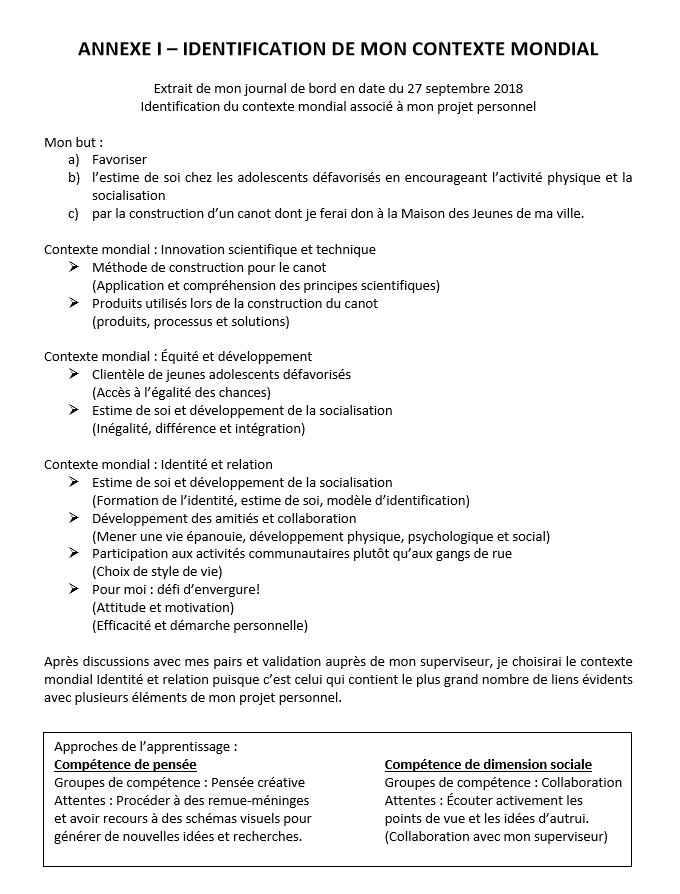 ANNEXE I – IDENTIFICATION DE MON CONTEXTE MONDIAL
Extrait de mon journal de bord en date du 27 septembre 2018
Identification du contexte mondial associé à mon projet personnel
Mon but :
a) Favoriser
b) l’estime de soi chez les adolescents défavorisés en encourageant l’activité physique et la
socialisation
c) par la construction d’un canot dont je ferai don à la Maison des Jeunes de ma ville.
Contexte mondial : Innovation scientifique et technique
➢ Méthode de construction pour le canot
(Application et compréhension des principes scientifiques)
➢ Produits utilisés lors de la construction du canot
(produits, processus et solutions)
Contexte mondial : Équité et développement
➢ Clientèle de jeunes adolescents défavorisés
(Accès à l’égalité des chances)
➢ Estime de soi et développement de la socialisation
(Inégalité, différence et intégration)
Contexte mondial : Identité et relation
➢ Estime de soi et développement de la socialisation
(Formation de l’identité, estime de soi, modèle d’identification)
➢ Développement des amitiés et collaboration
(Mener une vie épanouie, développement physique, psychologique et social)
➢ Participation aux activités communautaires plutôt qu’aux gangs de rue
(Choix de style de vie)
➢ Pour moi : défi d’envergure!
(Attitude et motivation)
(Efficacité et démarche personnelle)
Après discussions avec mes pairs et validation auprès de mon superviseur, je choisirai le contexte
mondial Identité et relation puisque c’est celui qui contient le plus grand nombre de liens évidents
avec plusieurs éléments de mon projet personnel.
Approches de l’apprentissage :
Compétence de pensée
Groupes de compétence : Pensée créative
Attentes : Procéder à des remue-méninges
et avoir recours à des schémas visuels pour
générer de nouvelles idées et recherches.
Compétence de dimension sociale
Groupes de compétence : Collaboration
Attentes : Écouter activement les
points de vue et les idées d’autrui.
(Collaboration avec mon superviseur)